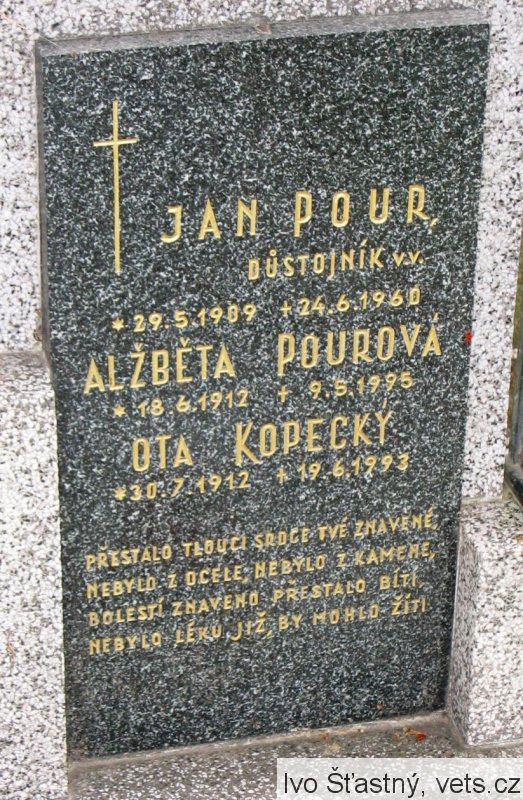 JAN POUR,
DŮSTOJNÍK V.V.
* 29.5.1909 + 24.6.1960
ALŽBĚTA POUROVÁ
* 18.6.1912 + 9.5.1995
OTA KOPECKÝ
* 30.7.1912 + 19.6.1993
PŘESTALO TLOUCI SRDCE TVÉ ZNAVENÉ,
NEBYLO Z OCELE, NEBYLO Z KAMENE,
BOLESTÍ ZNAVENO PŘESTALO BÍTI,
NEBYLO LÉKU, JIŽ, BY MOHLO ŽÍTI
Ivo Šťastný, vets.cz